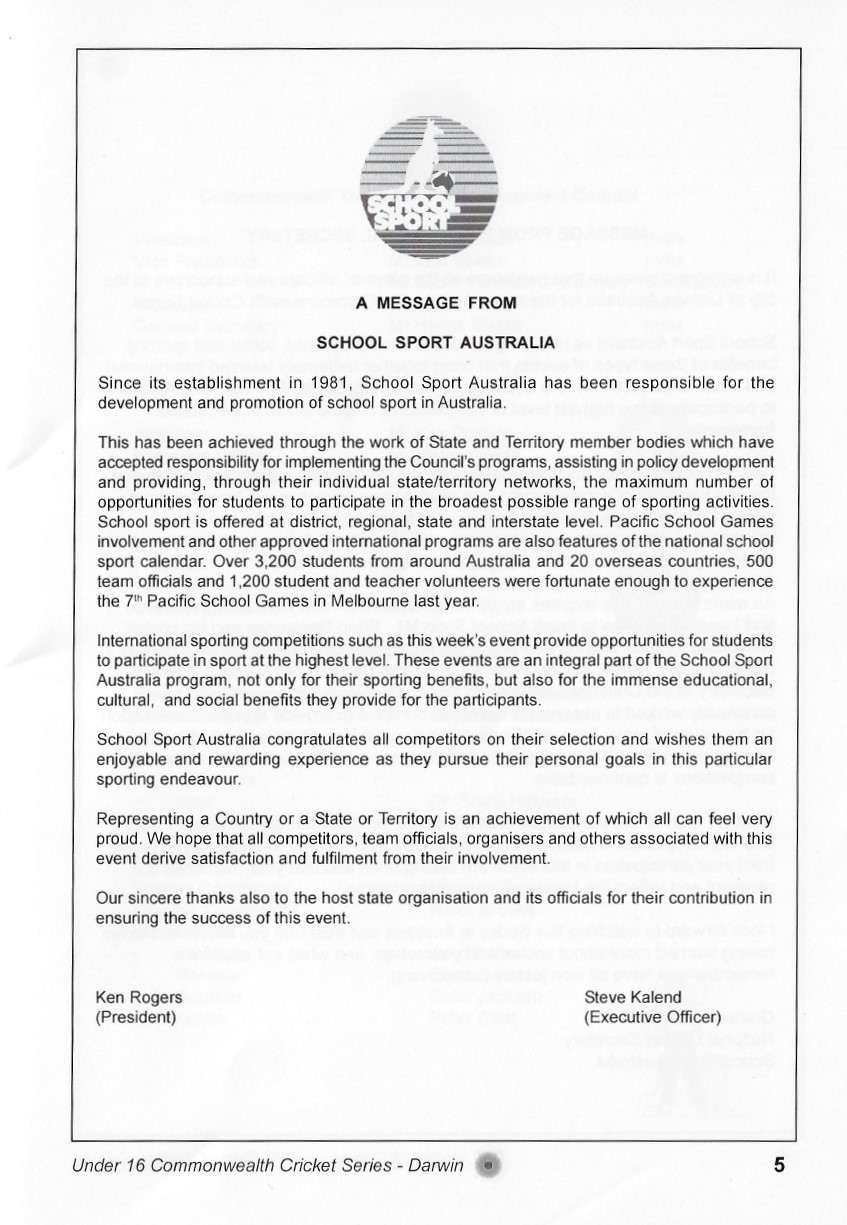 SCHOOL
SPORT
A MESSAGE FROM
SCHOOL SPORT AUSTRALIA
Since its establishment in 1981, School Sport Australia has been responsible for the
development and promotion of school sport in Australia.
This has been achieved through the work of State and Territory member bodies which have
accepted responsibility for implementing the Council's programs, assisting in policy development
and providing, through their individual state/territory networks, the maximum number of
opportunities for students to participate in the broadest possible range of sporting activities.
School sport is offered at district, regional, state and interstate level. Pacific School Games
involvement and other approved international programs are also features of the national school
sport calendar. Over 3,200 students from around Australia and 20 overseas countries, 500
team officials and 1,200 student and teacher volunteers were fortunate enough to experience
the 7th Pacific School Games in Melbourne last year.
International sporting competitions such as this week's event provide opportunities for students
to participate in sport at the highest level. These events are an integral part of the School Sport
Australia program, not only for their sporting benefits, but also for the immense educational,
cultural, and social benefits they provide for the participants.
School Sport Australia congratulates all competitors on their selection and wishes them an
enjoyable and rewarding experience as they pursue their personal goals in this particular
sporting endeavour.
Representing a Country or a State or Territory is an achievement of which all can feel very
proud. We hope that all competitors, team officials, organisers and others associated with this
event derive satisfaction and fulfilment from their involvement.
Our sincere thanks also to the host state organisation and its officials for their contribution in
ensuring the success of this event.
Ken Rogers Steve Kalend
(President) (Executive Officer)
Under 16 Commonwealth Cricket Series - Darwin 5